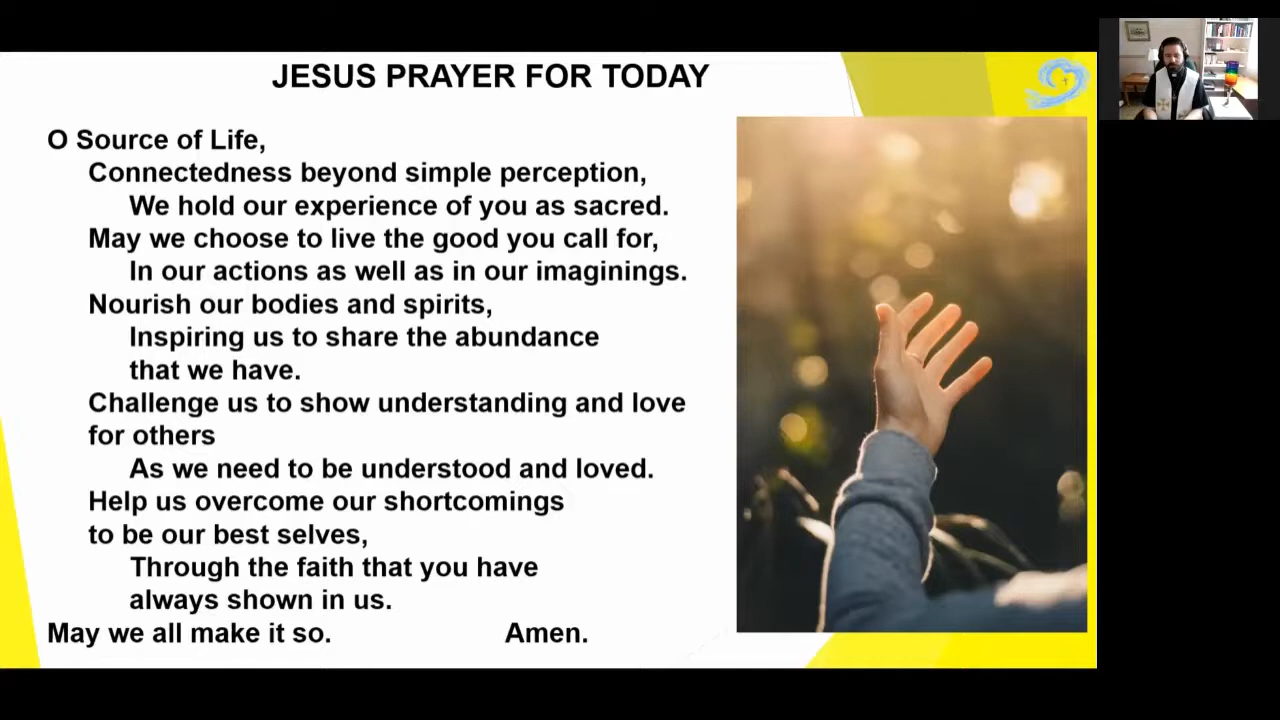 JESUS PRAYER FOR TODAY
O Source of Life,
Connectedness beyond simple perception,
We hold our experience of you as sacred.
May we choose to live the good you call for,
In our actions as well as in our imaginings.
Nourish our bodies and spirits,
Inspiring us to share the abundance
that we have.
Challenge us to show understanding and love
for others
As we need to be understood and loved.
Help us overcome our shortcomings
to be our best selves,
Through the faith that you have
always shown in us.
May we all make it so. Amen.